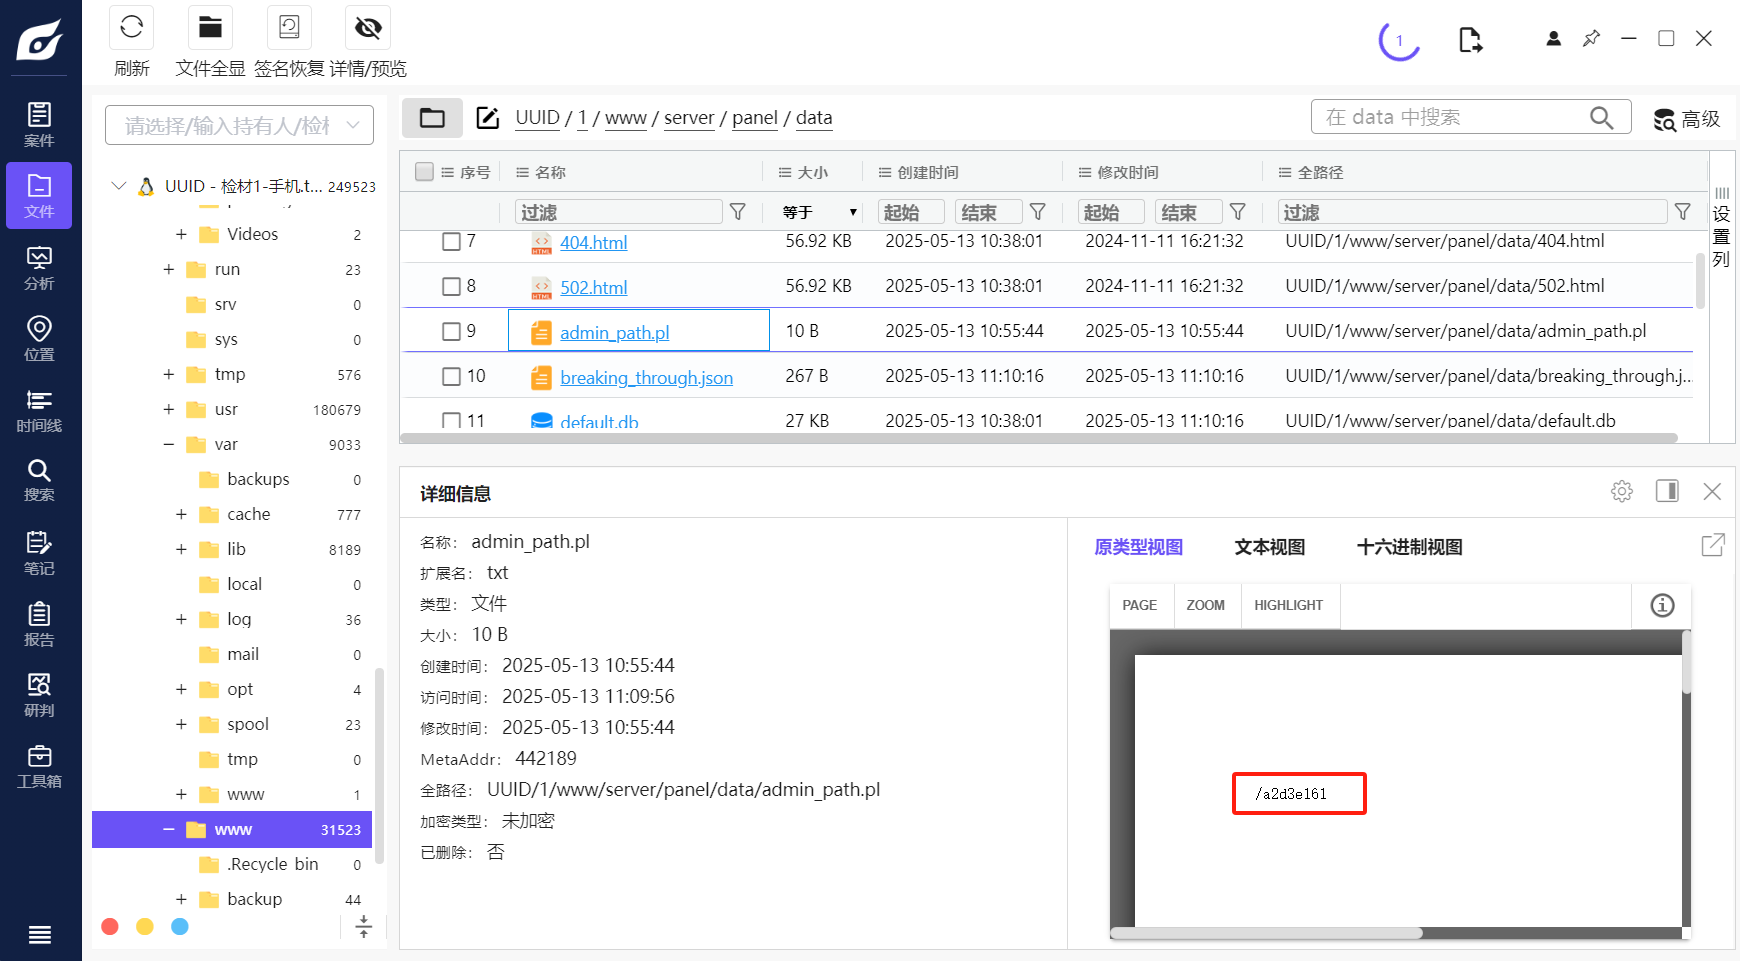 刷新
文件全显
签名恢复
详情/预览
1
案件
文件
分析
位置
时间线
搜索
笔记
报告
研判
工具箱
请选择/输入持有人/检材
UUID - 检材1-手机.t... 249523
Videos 2
run 23
srv 0
sys 0
tmp 576
usr 180679
var 9033
backups 0
cache 777
lib 8189
local 0
log 36
mail 0
opt 4
spool 23
tmp 0
www 1
www 31523
.Recycle bin 0
backup 44
UUID / 1 / www / server / panel / data
在 data 中搜索
高级
序号 名称 大小 创建时间 修改时间 全路径
过滤 等于 起始 结束 起始 结束 过滤
7 404.html 56.92 KB 2025-05-13 10:38:01 2024-11-11 16:21:32 UUID/1/www/server/panel/data/404.html
8 502.html 56.92 KB 2025-05-13 10:38:01 2024-11-11 16:21:32 UUID/1/www/server/panel/data/502.html
9 admin_path.pl 10 B 2025-05-13 10:55:44 2025-05-13 10:55:44 UUID/1/www/server/panel/data/admin_path.pl
10 breaking_through.json 267 B 2025-05-13 11:10:16 2025-05-13 11:10:16 UUID/1/www/server/panel/data/breaking_through.j...
11 default.db 27 KB 2025-05-13 10:38:01 2025-05-13 11:10:16 UUID/1/www/server/panel/data/default.db
设置列
详细信息
名称: admin_path.pl
扩展名: txt
类型: 文件
大小: 10 B
创建时间: 2025-05-13 10:55:44
访问时间: 2025-05-13 11:09:56
修改时间: 2025-05-13 10:55:44
MetaAddr: 442189
全路径: UUID/1/www/server/panel/data/admin_path.pl
加密类型: 未加密
已删除: 否
原类型视图 文本视图 十六进制视图
PAGE ZOOM HIGHLIGHT
/a2d3e161